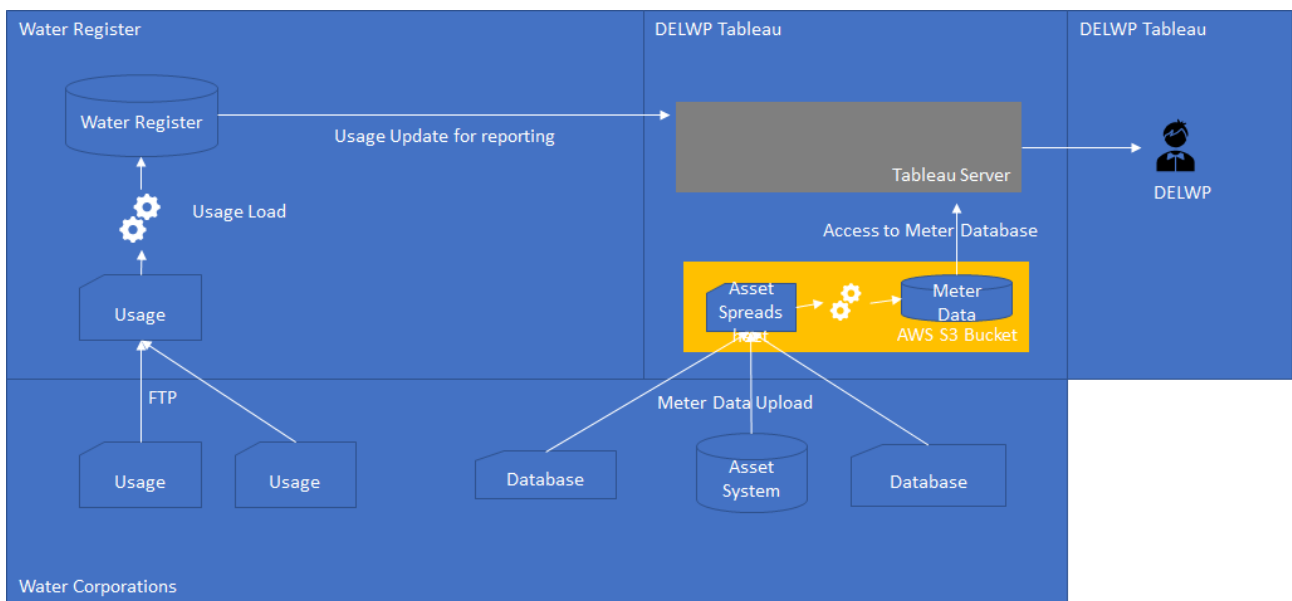 Water Register
DELWP Tableau
DELWP Tableau
Water Register
Usage Update for reporting
Tableau Server
DELWP
Usage Load
Access to Meter Database
Usage
Asset
Spreads
heet
Meter
Data
AWS S3 Bucket
FTP
Meter Data Upload
Usage
Usage
Database
Asset
System
Database
Water Corporations